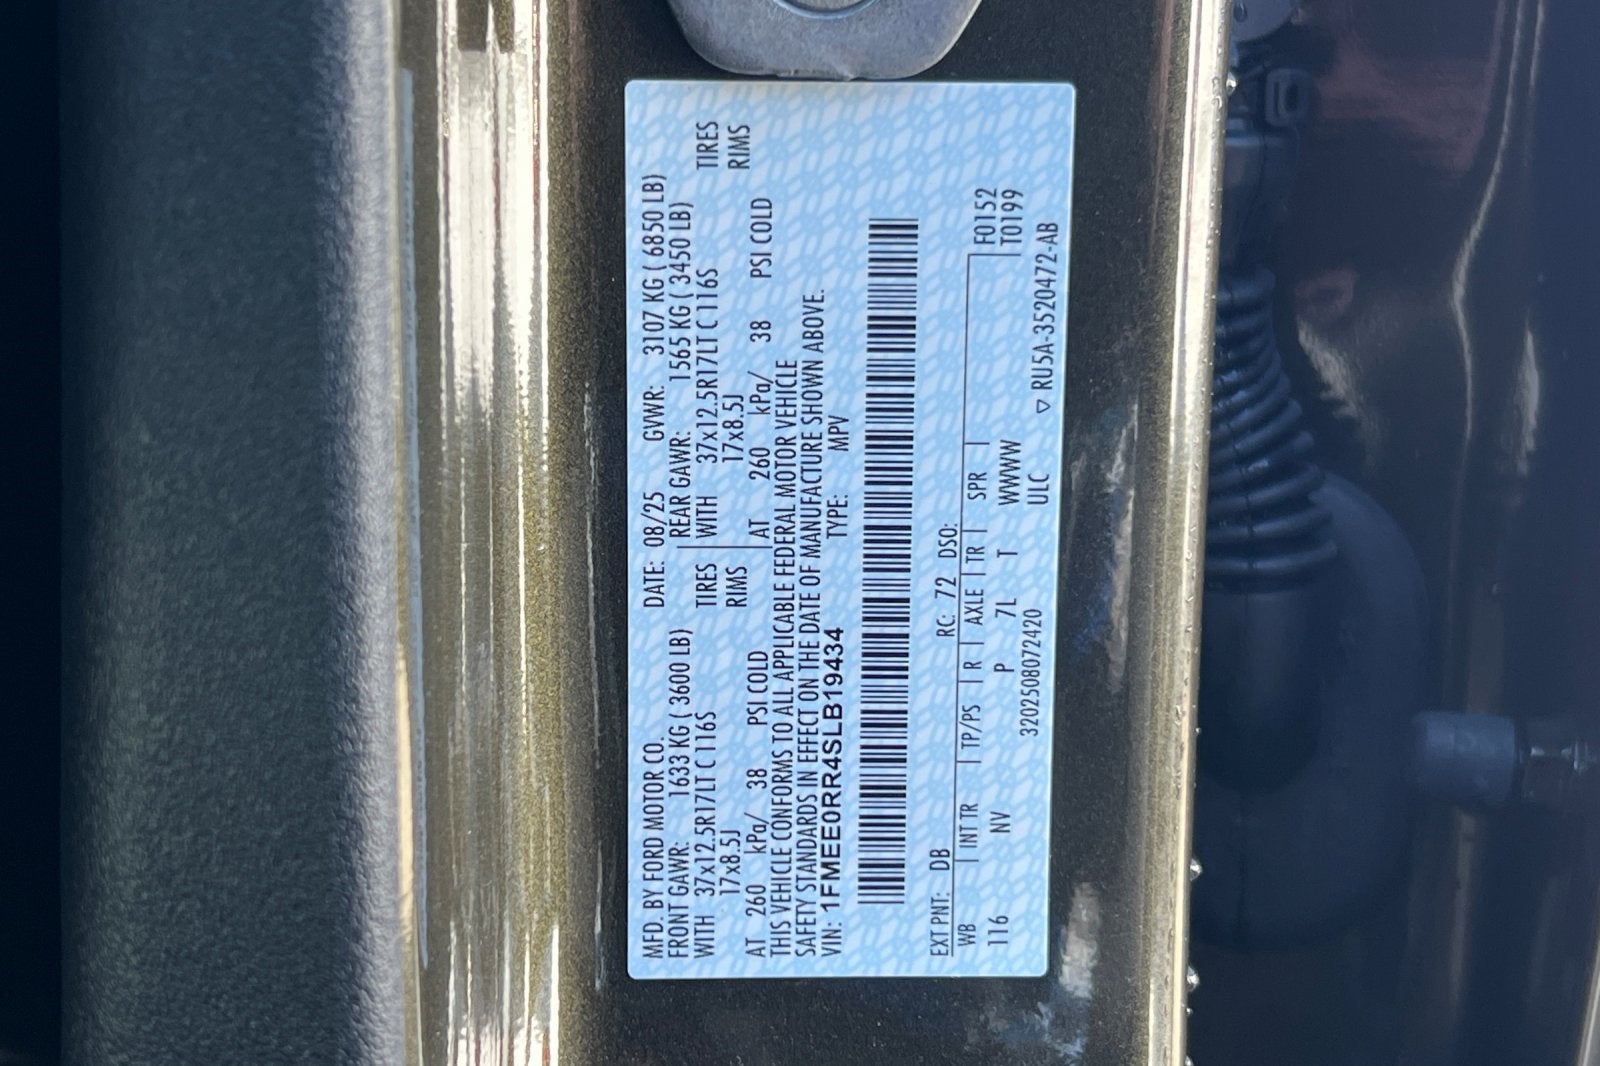 MFD. BY FORD MOTOR CO. DATE: 08/25 GVWR: 3107 KG ( 6850 LB)
FRONT GAWR: 1633 KG ( 3600 LB) REAR GAWR: 1565 KG ( 3450 LB)
WITH 37x12.5R17LT C 116S TIRES WITH 37x12.5R17LT C 116S TIRES
17x8.5J RIMS 17x8.5J RIMS
AT 260 kPa/ 38 PSI COLD AT 260 kPa/ 38 PSI COLD
THIS VEHICLE CONFORMS TO ALL APPLICABLE FEDERAL MOTOR VEHICLE
SAFETY STANDARDS IN EFFECT ON THE DATE OF MANUFACTURE SHOWN ABOVE.
VIN: 1FMEE0RR4SLB19434 TYPE: MPV
EXT PNT: DB RC: 72 DSO:
WB | INT TR | TP/PS | R | AXLE | TR | SPR | F0152
116 NV P 7L T WWWW T0199
3202508072420 ULC ▽ RU5A-3520472-AB